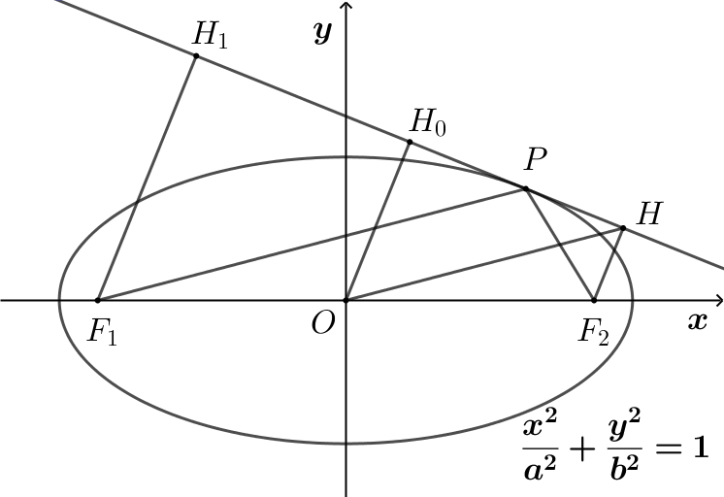 H₁
y
H₀
P
H
F₁
O
F₂
x
x²/a² + y²/b² = 1